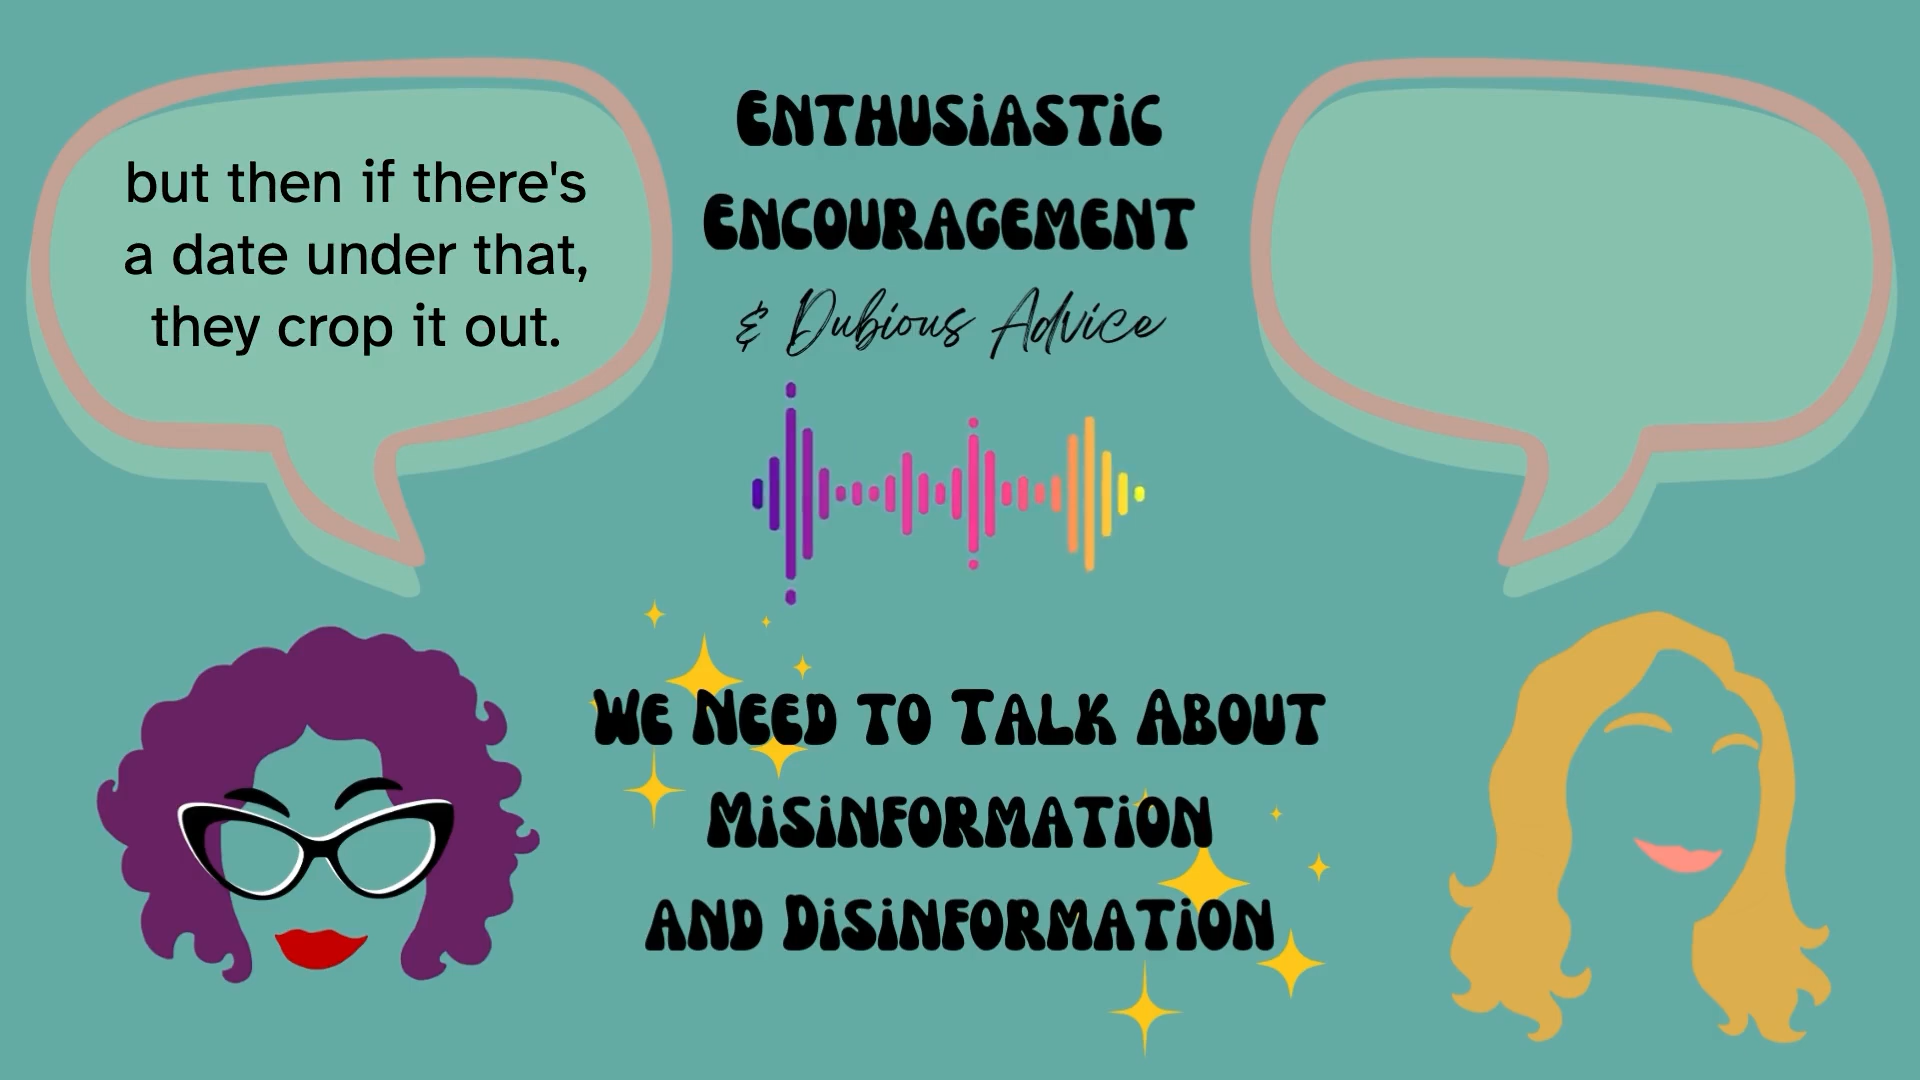 but then if there's
a date under that,
they crop it out.
Enthusiastic
Encouragement
& Dubious Advice
We Need to Talk About
Misinformation
and Disinformation